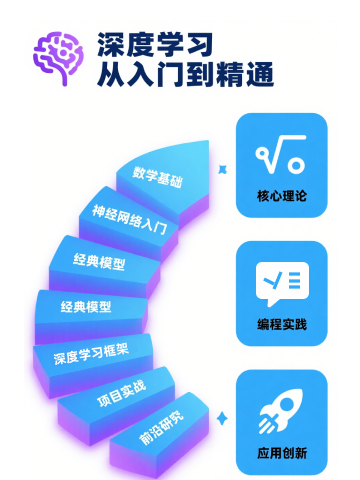 深度学习
从入门到精通
数学基础
神经网络入门
经典模型
经典模型
深度学习框架
项目实战
前沿研究
核心理论
编程实践
应用创新